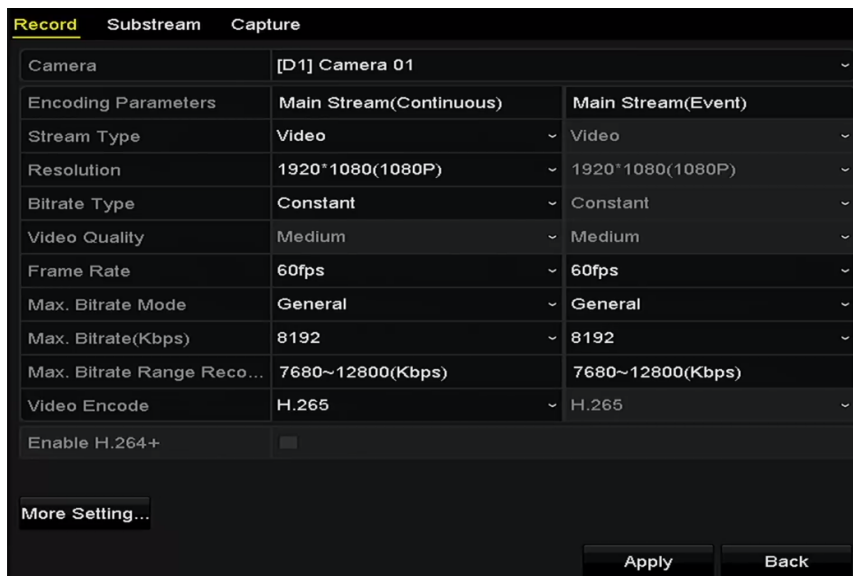 Record Substream Capture
Camera [D1] Camera 01
Encoding Parameters Main Stream(Continuous) Main Stream(Event)
Stream Type Video Video
Resolution 1920*1080(1080P) 1920*1080(1080P)
Bitrate Type Constant Constant
Video Quality Medium Medium
Frame Rate 60fps 60fps
Max. Bitrate Mode General General
Max. Bitrate(Kbps) 8192 8192
Max. Bitrate Range Reco... 7680~12800(Kbps) 7680~12800(Kbps)
Video Encode H.265 H.265
Enable H.264+
More Setting...
Apply Back